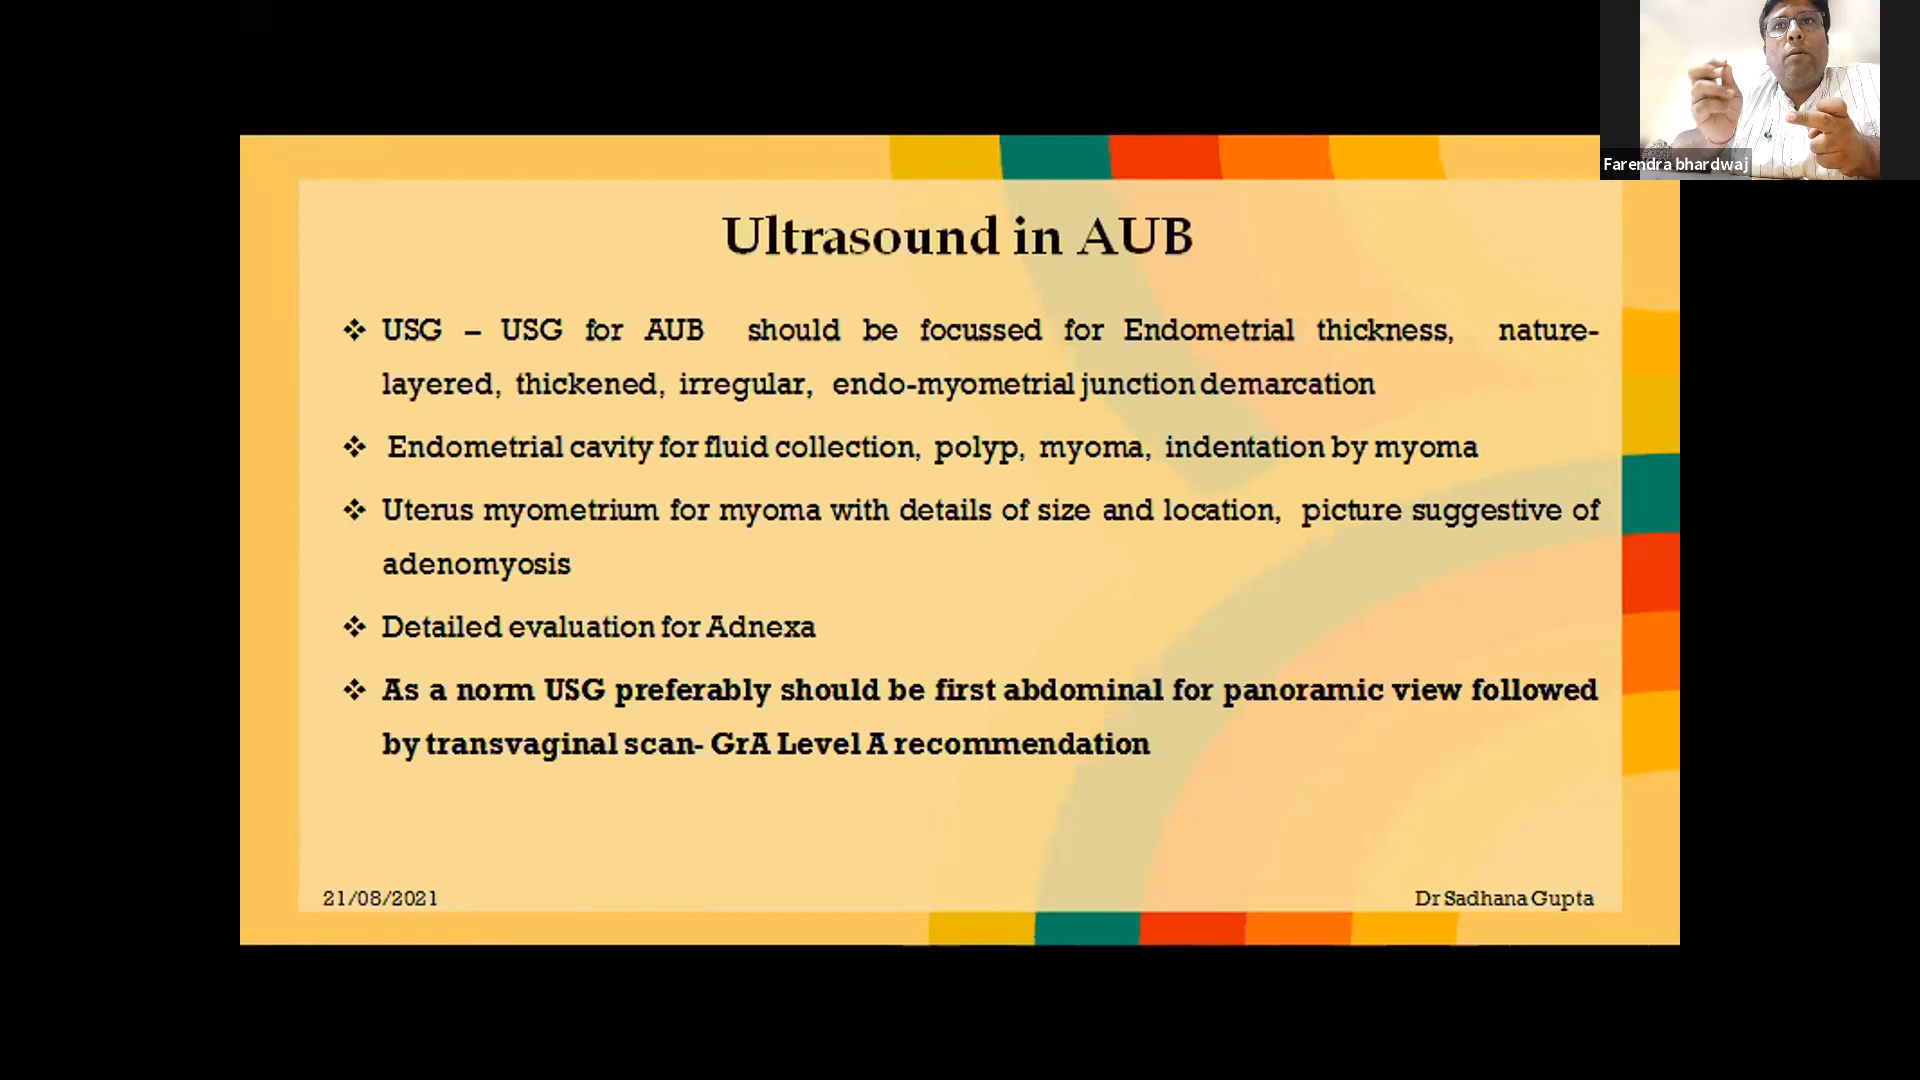 Farendra bhardwaj
Ultrasound in AUB
❖ USG – USG for AUB should be focussed for Endometrial thickness, nature-
layered, thickened, irregular, endo-myometrial junction demarcation
❖ Endometrial cavity for fluid collection, polyp, myoma, indentation by myoma
❖ Uterus myometrium for myoma with details of size and location, picture suggestive of
adenomyosis
❖ Detailed evaluation for Adnexa
❖ As a norm USG preferably should be first abdominal for panoramic view followed
by transvaginal scan- GrA Level A recommendation
21/08/2021
Dr Sadhana Gupta